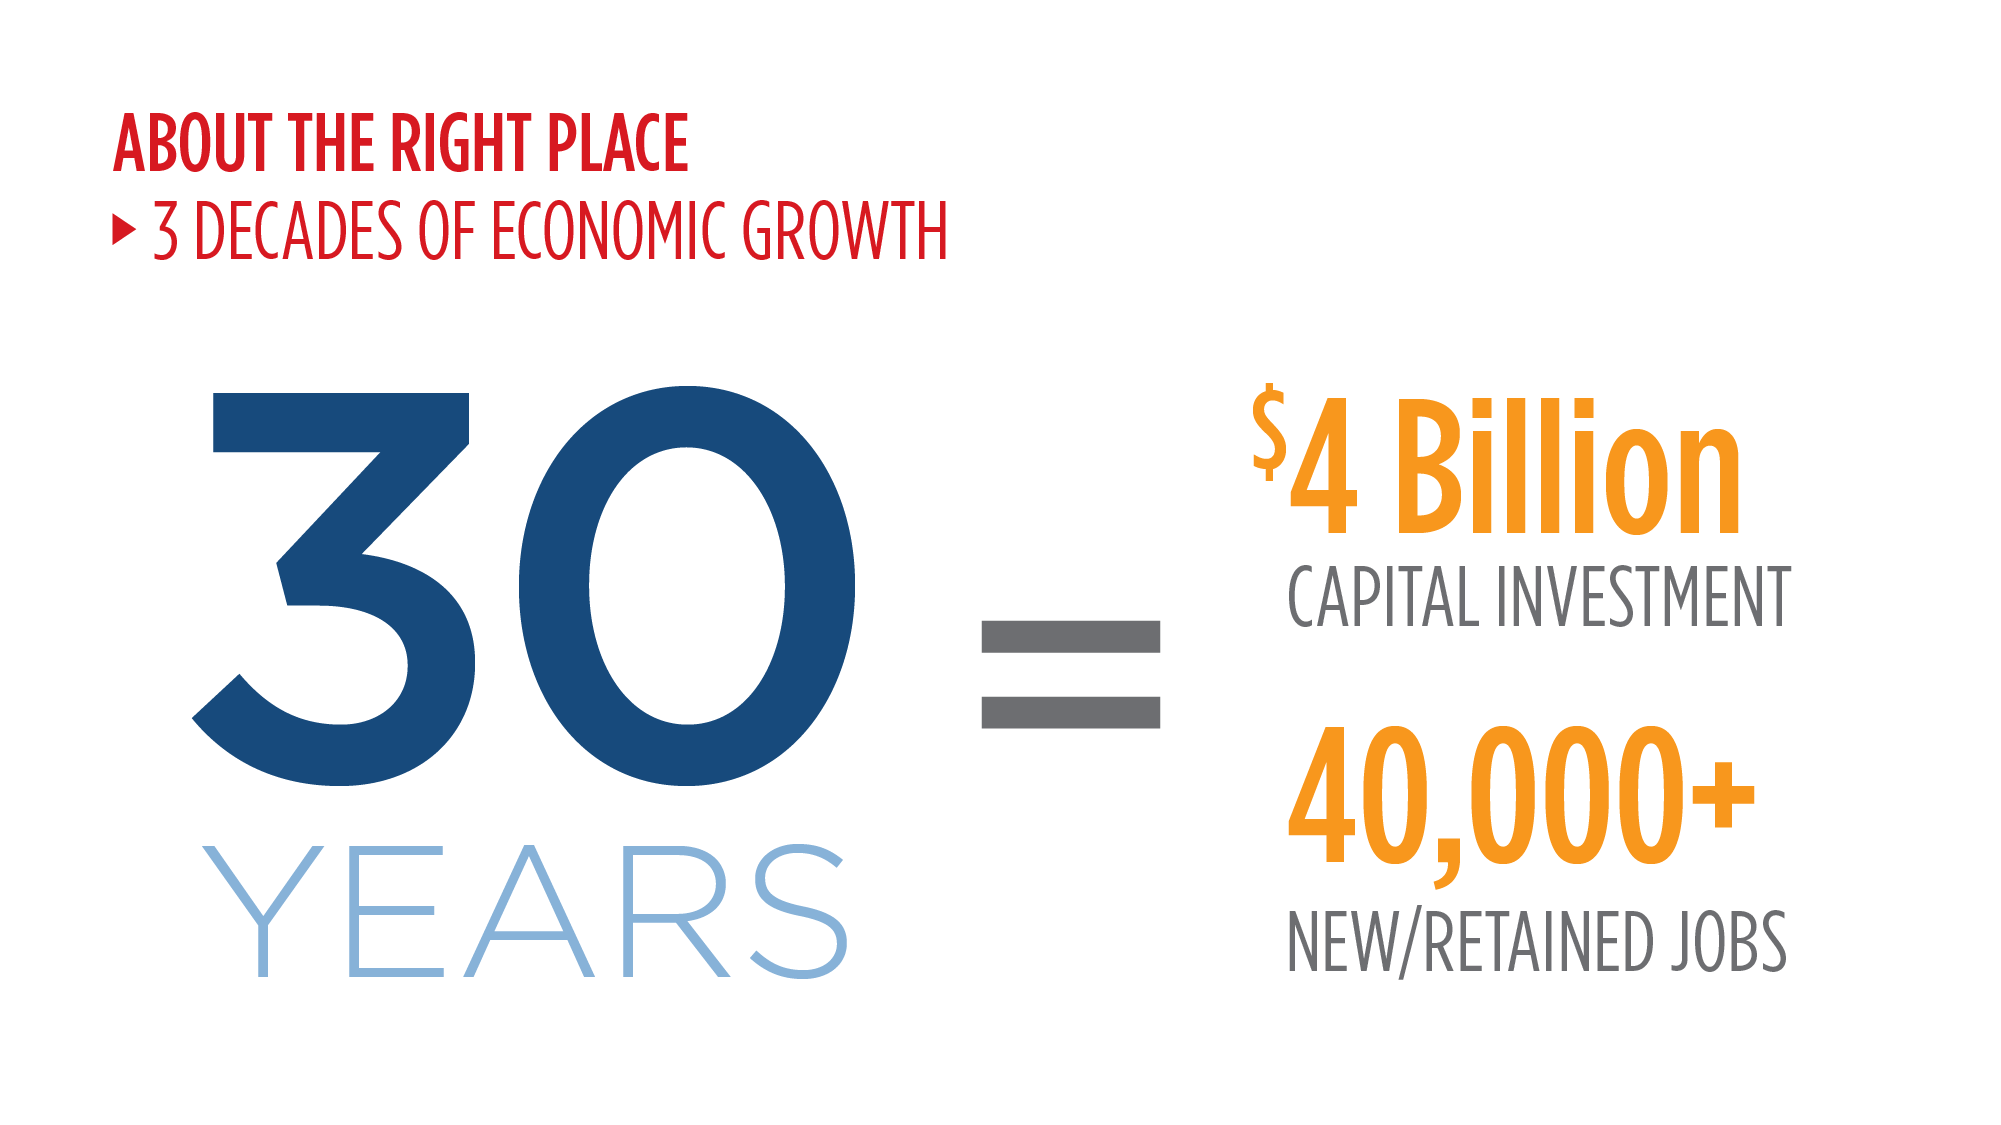 ABOUT THE RIGHT PLACE
▶ 3 DECADES OF ECONOMIC GROWTH
30
YEARS
=
$4 Billion
CAPITAL INVESTMENT
40,000+
NEW/RETAINED JOBS